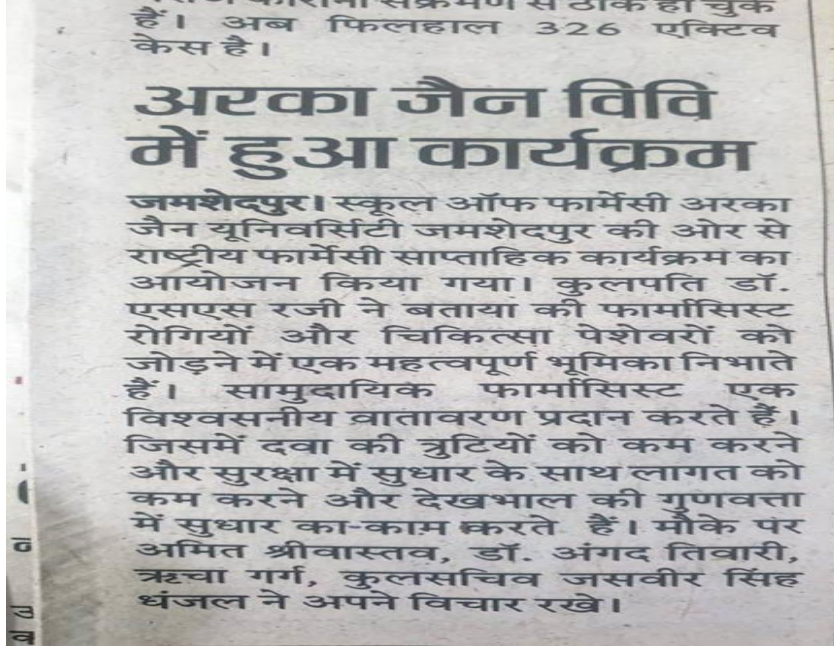 संक्रमण से ठीक हो चुके
हैं। अब फिलहाल 326 एक्टिव
केस है।
अरका जैन विवि
में हुआ कार्यक्रम
जमशेदपुर। स्कूल ऑफ फार्मेसी अरका
जैन यूनिवर्सिटी जमशेदपुर की ओर से
राष्ट्रीय फार्मेसी साप्ताहिक कार्यक्रम का
आयोजन किया गया। कुलपति डॉ.
एसएस रजी ने बताया की फार्मासिस्ट
रोगियों और चिकित्सा पेशेवरों को
जोड़ने में एक महत्वपूर्ण भूमिका निभाते
हैं। सामुदायिक फार्मासिस्ट एक
विश्वसनीय वातावरण प्रदान करते हैं।
जिसमें दवा की त्रुटियों को कम करने
और सुरक्षा में सुधार के साथ लागत को
कम करने और देखभाल की गुणवत्ता
में सुधार का-काम करते हैं। मौके पर
अमित श्रीवास्तव, डॉ. अंगद तिवारी,
ऋचा गर्ग, कुलसचिव जसवीर सिंह
धंजल ने अपने विचार रखे।